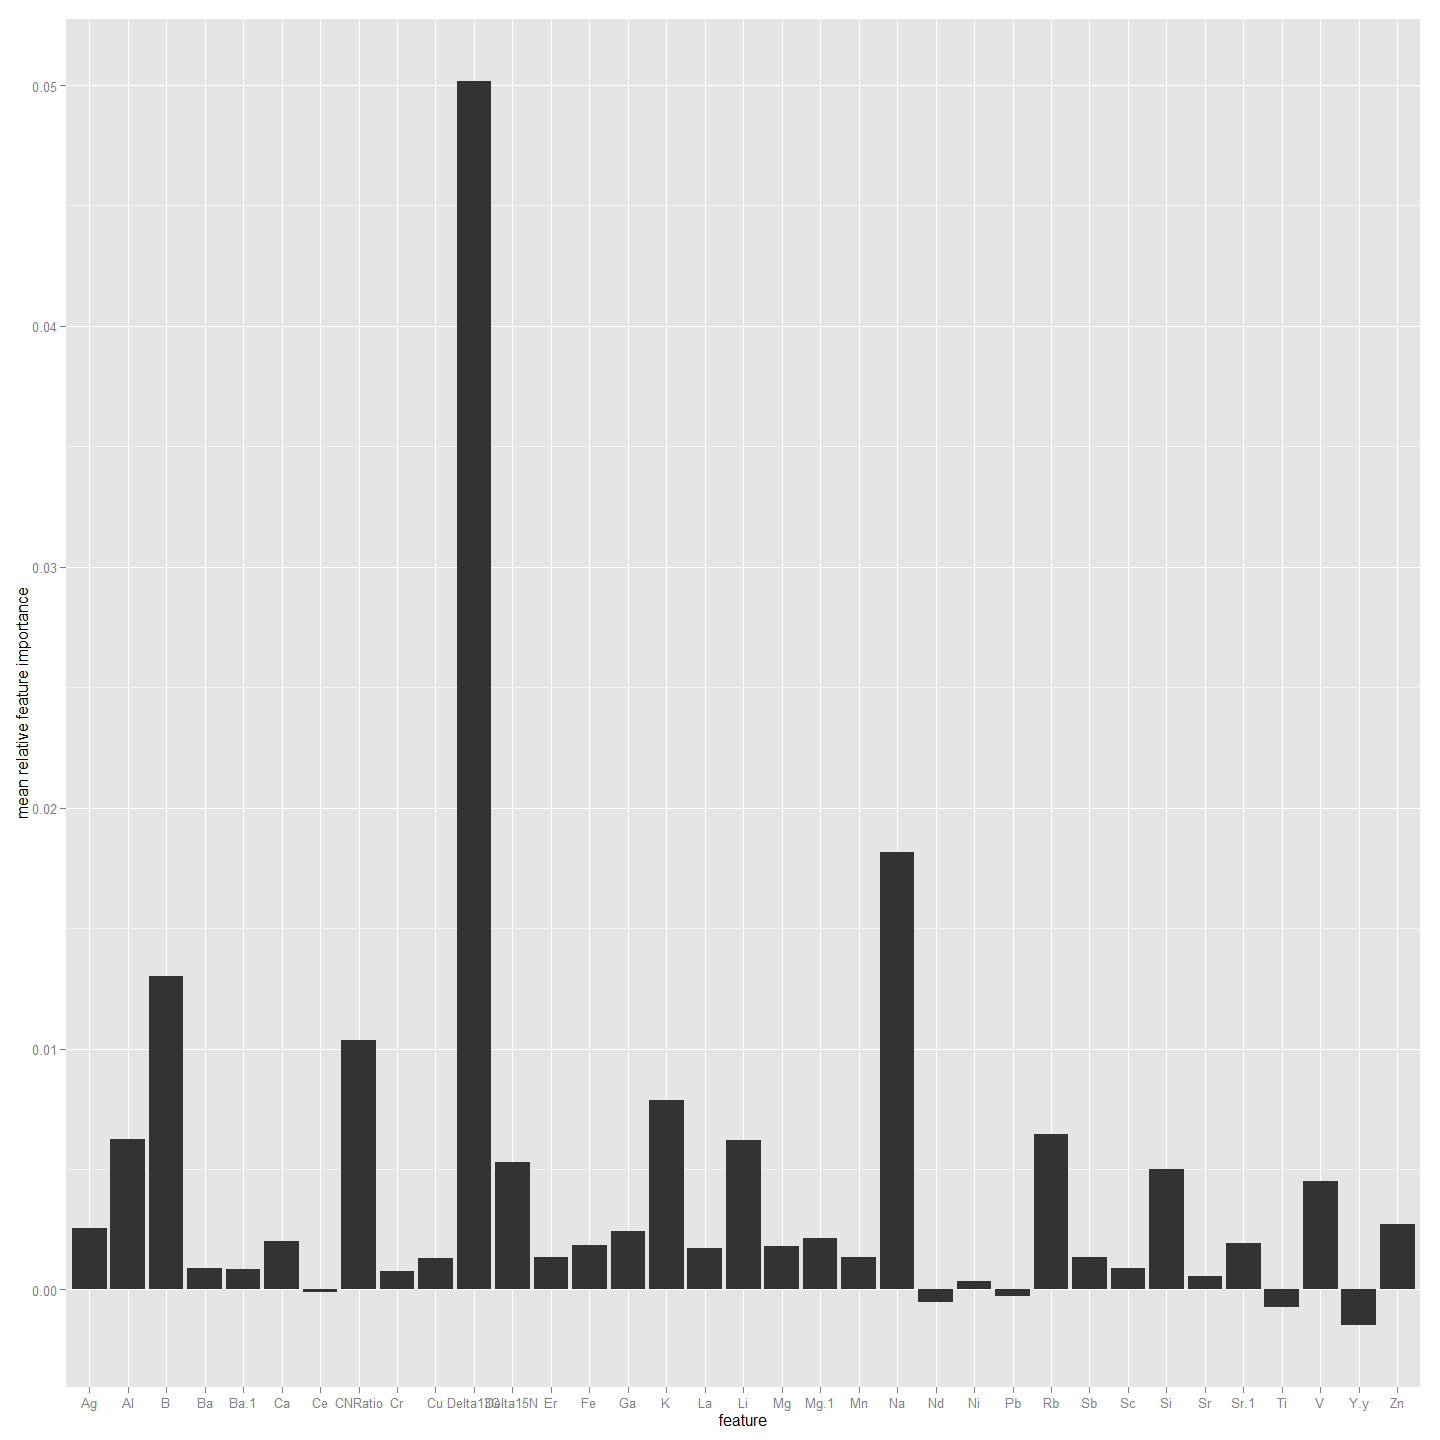 0.05
0.04
0.03
0.02
0.01
0.00
mean relative feature importance
Ag Al B Ba Ba.1 Ca Ce CNRatio Cr Cu Delta13C Delta15N Er Fe Ga K La Li Mg Mg.1 Mn Na Nd Ni Pb Rb Sb Sc Si Sr Sr.1 Ti V Y.y Zn
feature